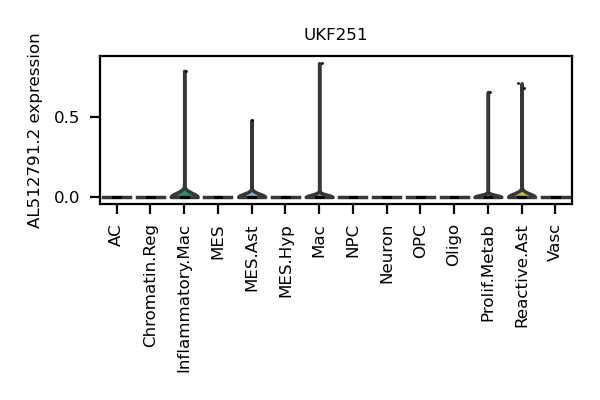 UKF251
AL512791.2 expression
0.5
0.0
AC
Chromatin.Reg
Inflammatory.Mac
MES
MES.Ast
MES.Hyp
Mac
NPC
Neuron
OPC
Oligo
Prolif.Metab
Reactive.Ast
Vasc